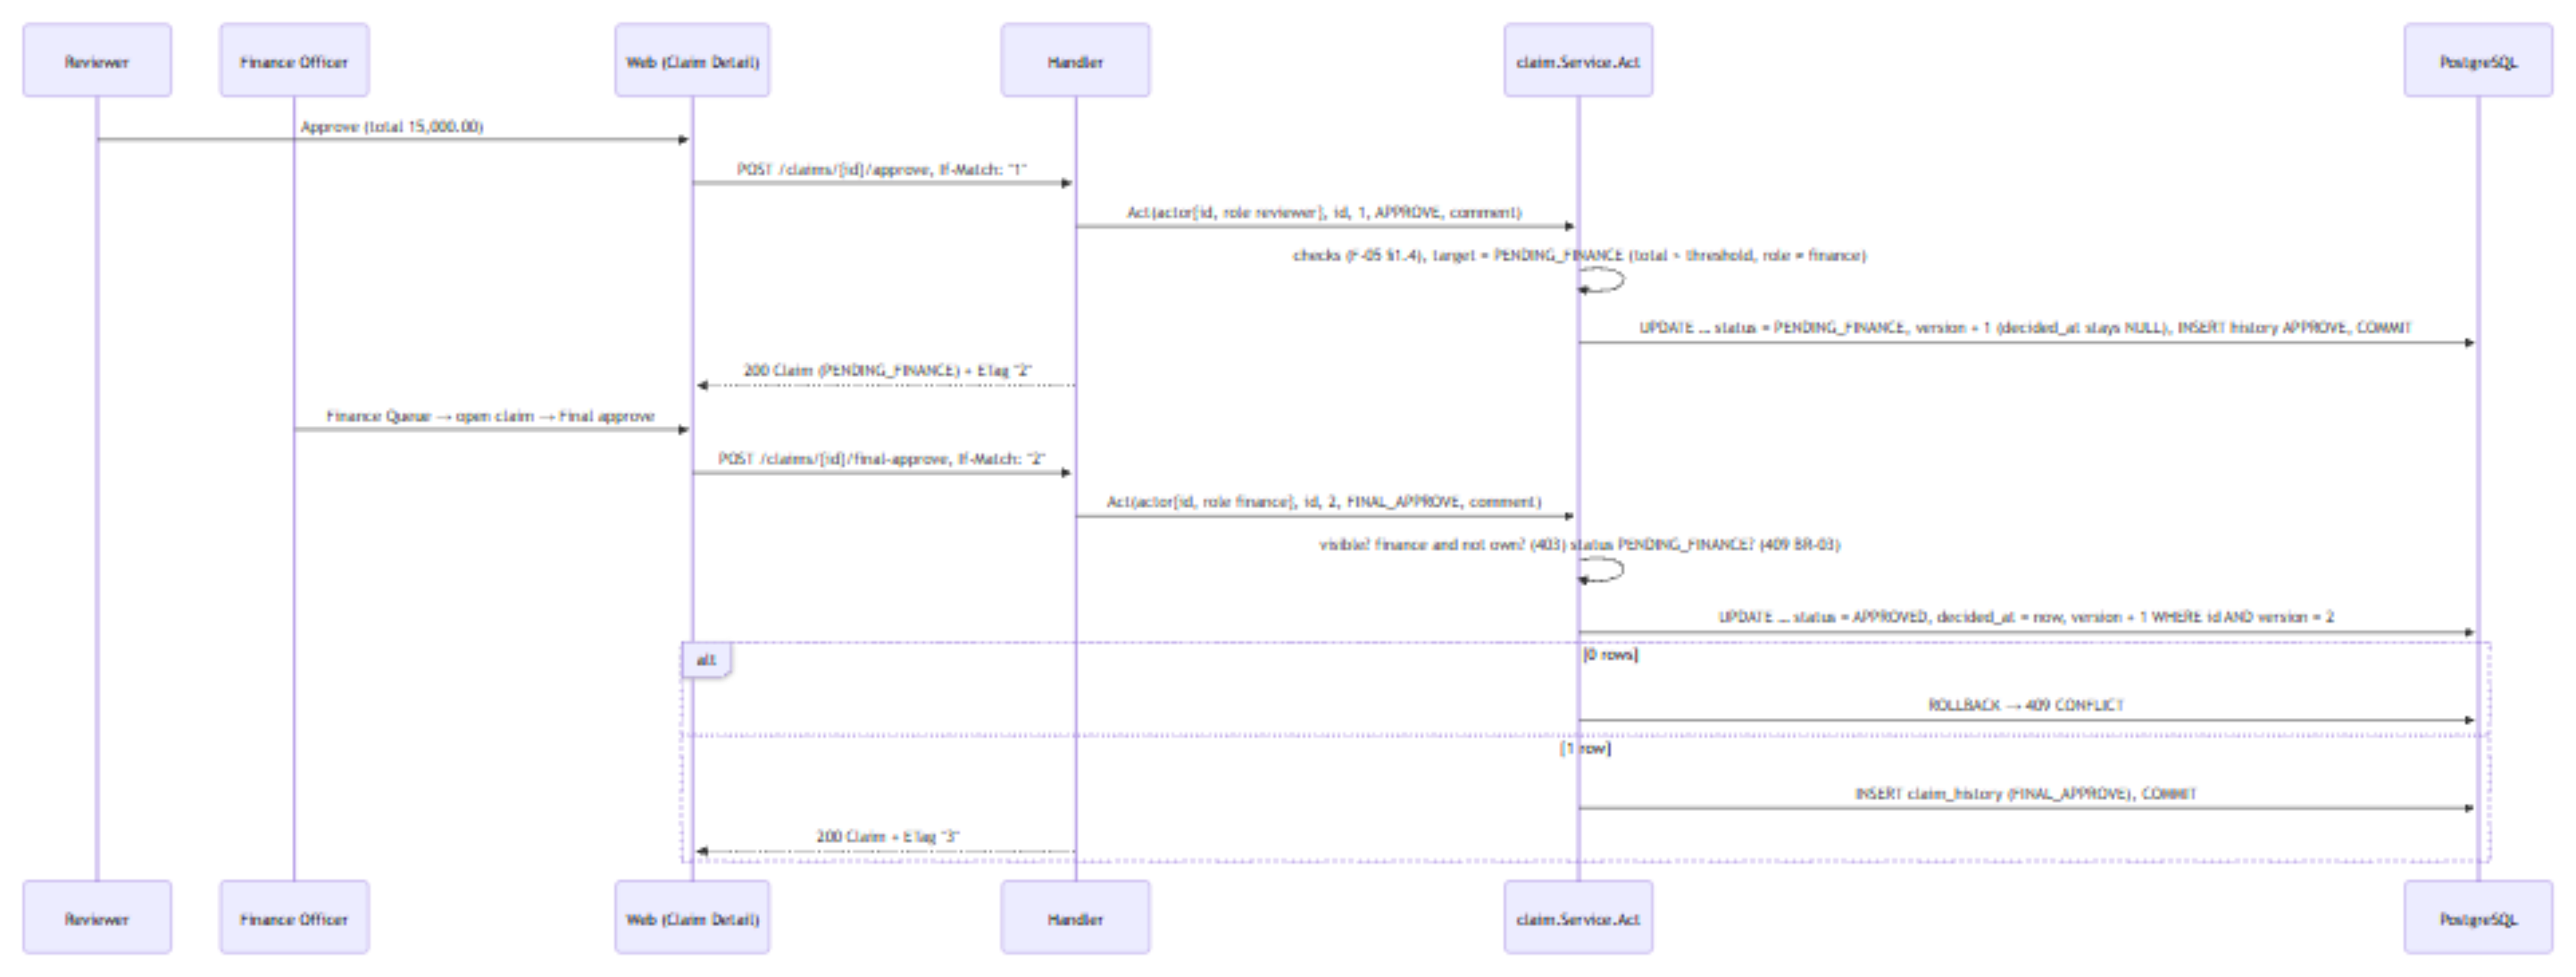 Reviewer
Finance Officer
Web (Claim Detail)
Handler
claim.Service.Act
PostgreSQL
Approve (total 15,000.00)
POST /claims/{id}/approve, If-Match: "1"
Act(actor{id, role reviewer}, id, 1, APPROVE, comment)
checks (F-05 §1.4), target = PENDING_FINANCE (total threshold, role finance)
UPDATE ... status = PENDING_FINANCE, version + 1 (decided_at stays NULL), INSERT history APPROVE, COMMIT
200 Claim (PENDING_FINANCE) + ETag "2"
Finance Queue → open claim → Final approve
POST /claims/{id}/final-approve, If-Match: "2"
Act(actor{id, role finance}, id, 2, FINAL_APPROVE, comment)
visible? finance and not own? (403) status PENDING_FINANCE? (409 BR-03)
UPDATE ... status = APPROVED, decided_at = now, version + 1 WHERE id AND version = 2
alt
[0 rows]
ROLLBACK → 409 CONFLICT
[1 row]
INSERT claim_history (FINAL_APPROVE), COMMIT
200 Claim + ETag "3"
Reviewer
Finance Officer
Web (Claim Detail)
Handler
claim.Service.Act
PostgreSQL